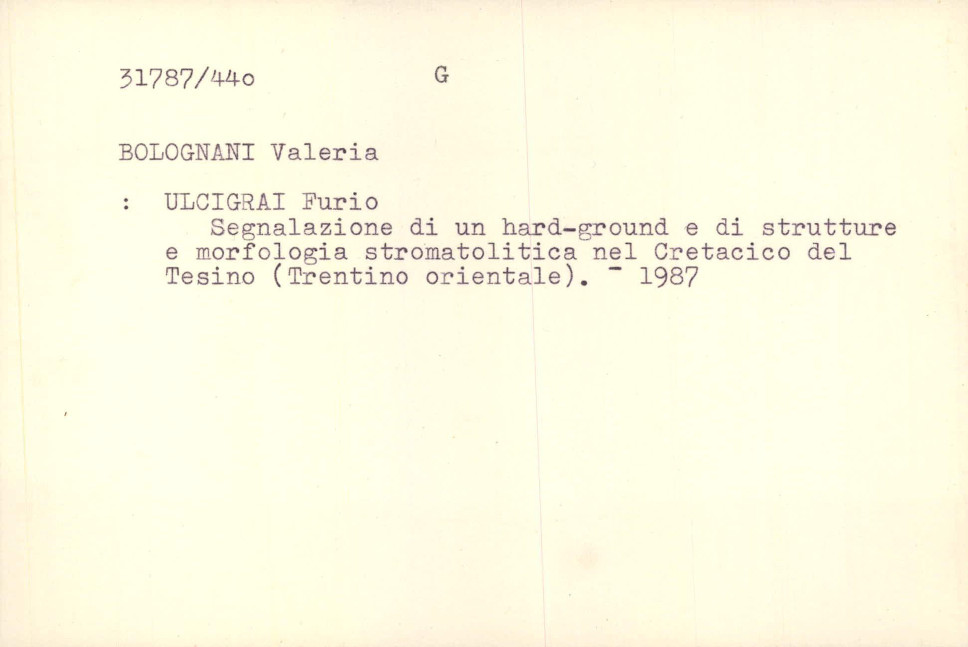 31787/44o G
BOLOGNANI Valeria
: ULCIGRAI Furio
Segnalazione di un hard-ground e di strutture
e morfologia stromatolitica nel Cretacico del
Tesino (Trentino orientale). - 1987